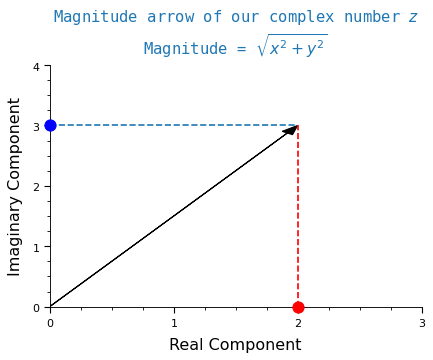 Magnitude arrow of our complex number z
Magnitude = √x² + y²
4
3
2
1
0
Imaginary Component
0 1 2 3
Real Component